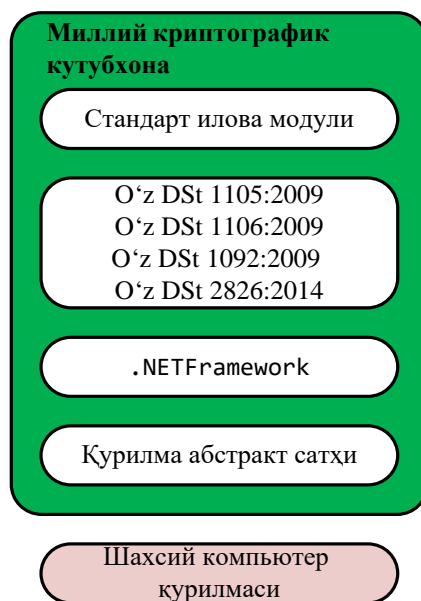 Миллий криптографик
кутубхона
Стандарт илова модули
O‘z DSt 1105:2009
O‘z DSt 1106:2009
O‘z DSt 1092:2009
O‘z DSt 2826:2014
.NETFramework
Қурилма абстракт сатҳи
Шахсий компьютер
қурилмаси